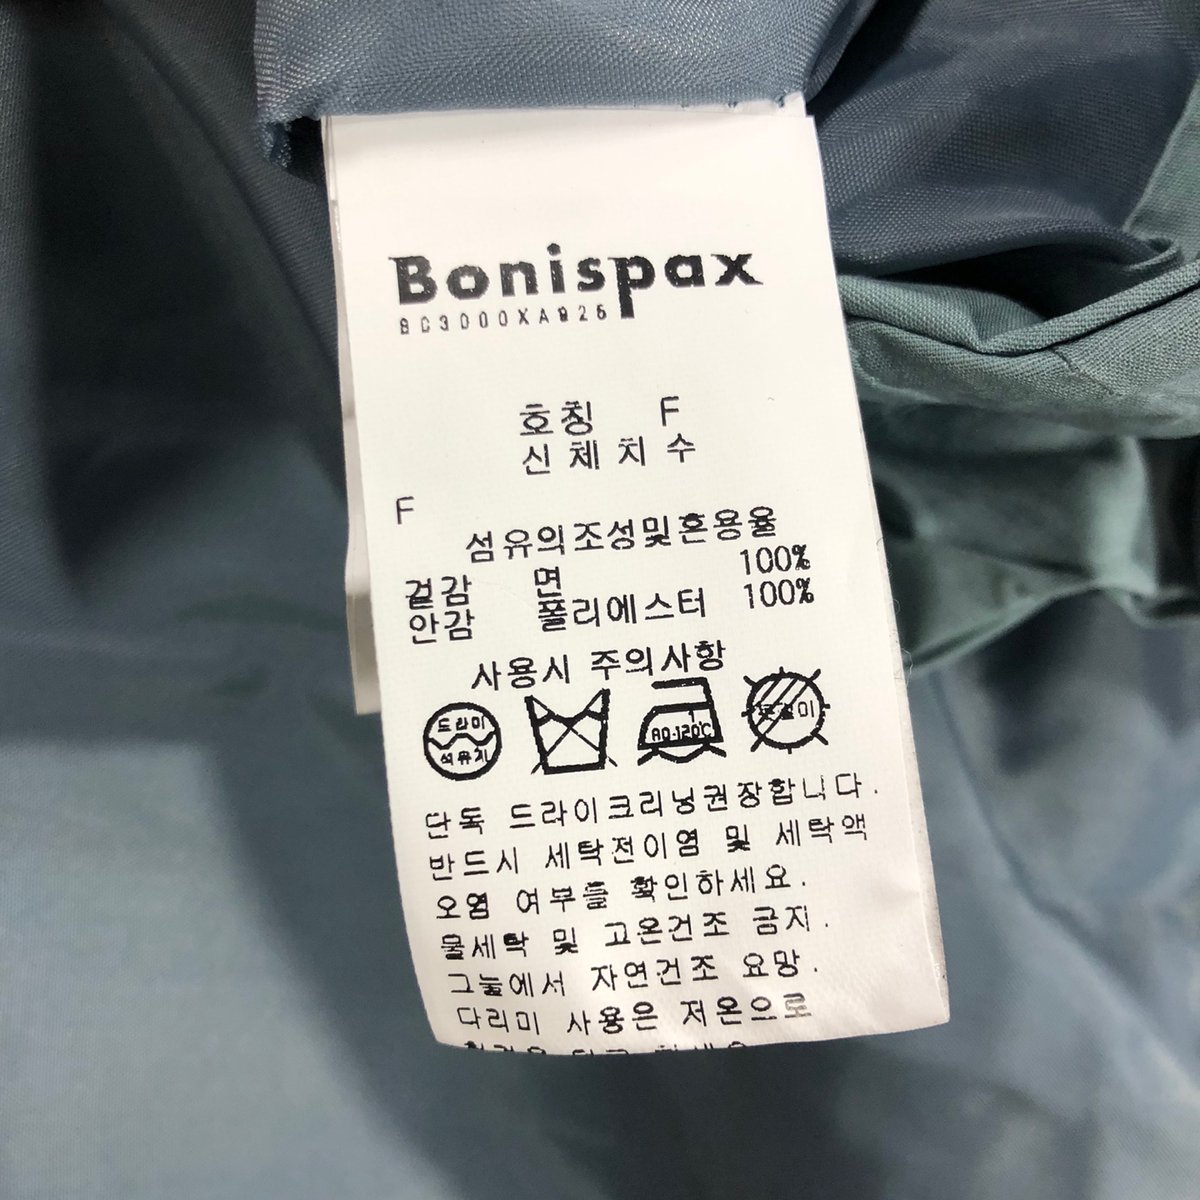 Bonispax
호칭 F
신체치수
F
섬유의조성및혼용율
겉감 면 100%
안감 폴리에스터 100%
사용시 주의사항
드라이
석유지
80-120℃
단독 드라이크리닝권장합니다.
반드시 세탁전이염 및 세탁액
오염 여부를 확인하세요.
물세탁 및 고온건조 금지.
그늘에서 자연건조 요망.
다리미 사용은 저온으로